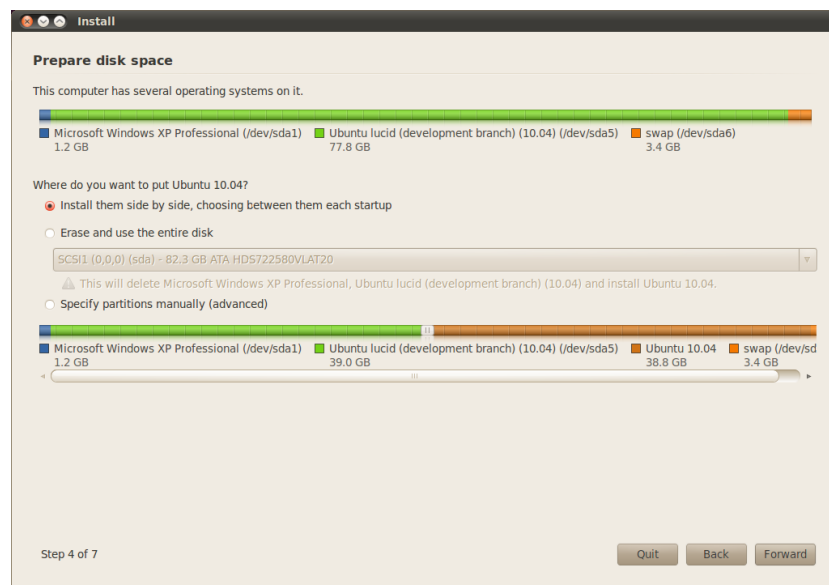 Install
Prepare disk space
This computer has several operating systems on it.
Microsoft Windows XP Professional (/dev/sda1) Ubuntu lucid (development branch) (10.04) (/dev/sda5) swap (/dev/sda6)
1.2 GB 77.8 GB 3.4 GB
Where do you want to put Ubuntu 10.04?
Install them side by side, choosing between them each startup
Erase and use the entire disk
SCSI1 (0,0,0) (sda) - 82.3 GB ATA HDS722580VLAT20
This will delete Microsoft Windows XP Professional, Ubuntu lucid (development branch) (10.04) and install Ubuntu 10.04.
Specify partitions manually (advanced)
Microsoft Windows XP Professional (/dev/sda1) Ubuntu lucid (development branch) (10.04) (/dev/sda5) Ubuntu 10.04 swap (/dev/sd
1.2 GB 39.0 GB 38.8 GB 3.4 GB
Step 4 of 7 Quit Back Forward